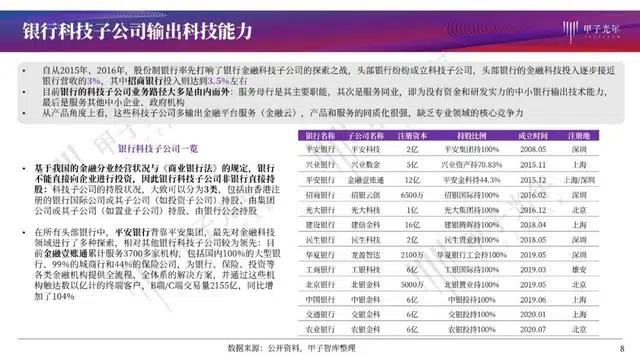 银行科技子公司输出科技能力
甲子光年
自从2015年、2016年，股份制银行率先打响了银行金融科技子公司的探索之战，头部银行纷纷成立科技子公司，头部银行的金融科技投入逐步接近
银行营收的3%，其中招商银行投入则达到3.5%左右
目前银行的科技子公司业务路径大多是由内而外：服务母行是其主要职能，其次是服务同业，即为没有资金和研发实力的中小银行输出技术能力，
最后是服务其他中小企业、政府机构
从产品角度上看，这些科技子公司多输出金融平台服务（金融云），产品和服务的同质化很强，缺乏专业领域的核心竞争力
银行科技子公司一览
基于我国的金融分业经营状况与《商业银行法》的规定，银行
不能直接向企业进行投资，因此银行科技子公司非银行直接持
股：科技子公司的持股状况，大致可以分为3类，包括由香港注
册的银行国际公司或其子公司（如投资子公司）持股、由集团
公司或其子公司（如置业子公司）持股、由银行工会持股
在所有头部银行中，平安银行背靠平安集团，最先对金融科技
领域进行了多种探索，相对其他银行科技子公司较为领先：目
前金融壹账通累计服务3700多家机构，包括国内100%的大型
银行、99%的城商行和44%的保险公司，为银行、保险、投资等
各类金融机构提供全流程、全体系的解决方案，并通过这些机
构触达数以亿计的终端客户，B端/C端交易量2155亿，同比增
加了104%
银行名称 子公司名称 注册资本 持股比例 成立时间 注册地
平安银行 平安科技 2亿 平安集团持100% 2008.05 深圳
兴业银行 兴业数金 5亿 兴业资产持70.83% 2015.11 上海
平安银行 金融壹账通 12亿 平安金科持44.3% 2015.12 上海/深圳
招商银行 招银云创 6500万 招银国际持100% 2016.02 深圳
光大银行 光大科技 1亿 光大集团持100% 2016.12 北京
建设银行 建信金科 16亿 建银腾晖持100% 2018.04 上海
民生银行 民生科技 2亿 民生置业持100% 2018.05 深圳
华夏银行 龙盈智达 2100万 华夏银行工会持100% 2019.05 深圳
工商银行 工银科技 6亿 工银国际持100% 2019.03 雄安
北京银行 北银金科 5000万 北银置业持100% 2019.05 北京
中国银行 中银金科 6亿 中银投持100% 2019.06 上海
交通银行 交银金科 6亿 交银国际持100% 2020.01 上海
农业银行 农银金科 6亿 农银投持100% 2020.07 北京
数据来源：公开资料，甲子智库整理
8